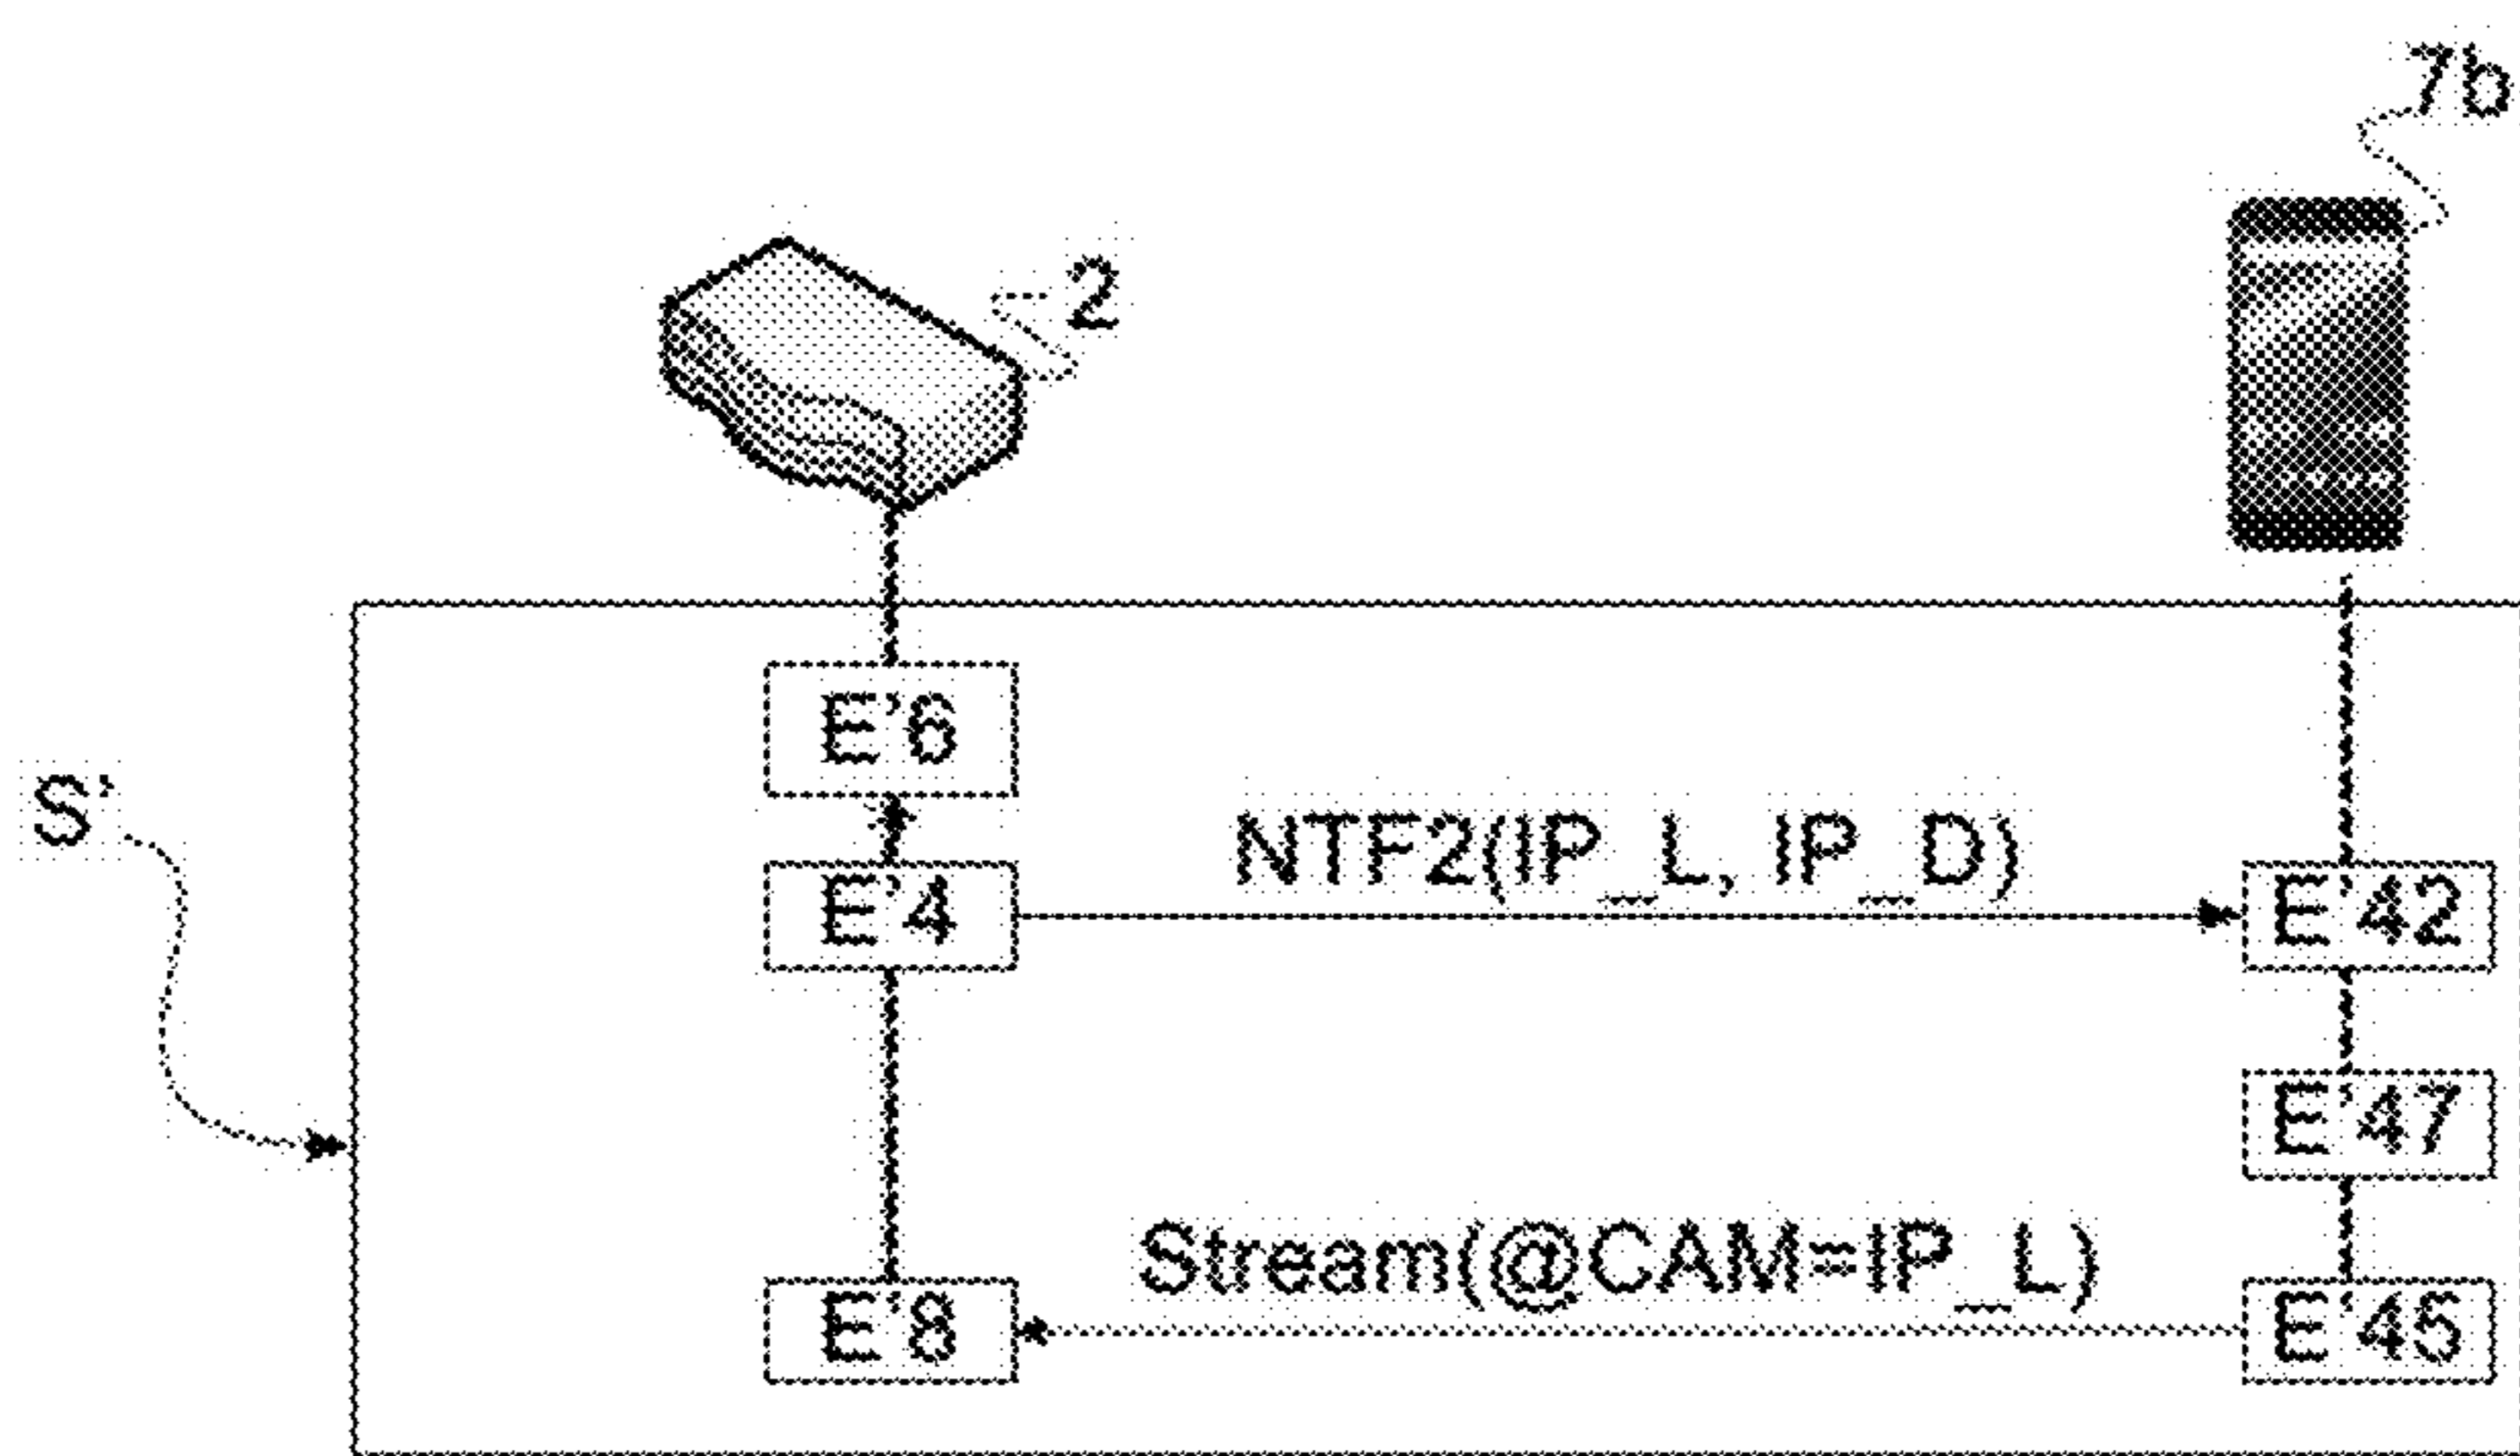 7b
2
E'6
S'
NTF2(IP_L, IP_D)
E'4
E'42
E'47
Stream(@CAM=IP_L)
E'8
E'45